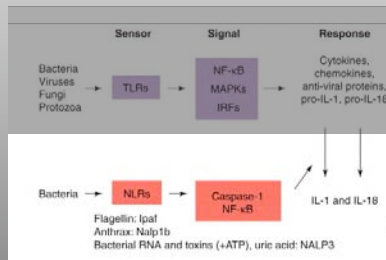 Sensor Signal Response
Bacteria
Viruses
Fungi
Protozoa
TLRs
NF-κB
MAPKs
IRFs
Cytokines,
chemokines,
anti-viral proteins,
pro-IL-1, pro-IL-18
Bacteria
NLRs
Caspase-1
NF-κB
IL-1 and IL-18
Flagellin: Ipaf
Anthrax: Nalp1b
Bacterial RNA and toxins (+ATP), uric acid: NALP3